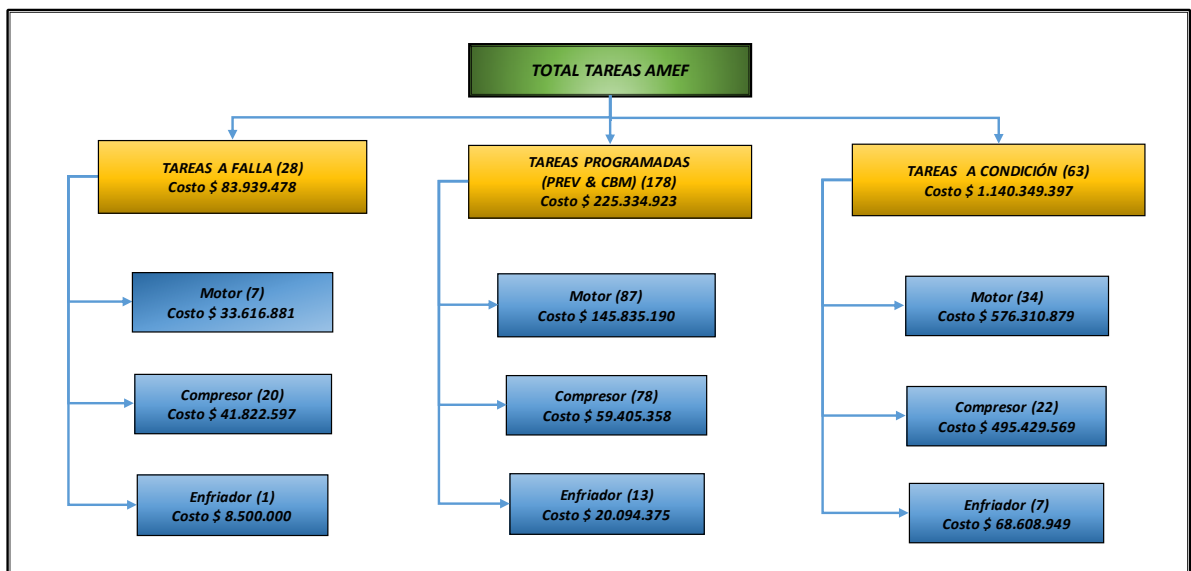 TOTAL TAREAS AMEF
TAREAS A FALLA (28)
Costo $ 83.939.478
Motor (7)
Costo $ 33.616.881
Compresor (20)
Costo $ 41.822.597
Enfriador (1)
Costo $ 8.500.000
TAREAS PROGRAMADAS
(PREV & CBM) (178)
Costo $ 225.334.923
Motor (87)
Costo $ 145.835.190
Compresor (78)
Costo $ 59.405.358
Enfriador (13)
Costo $ 20.094.375
TAREAS A CONDICIÓN (63)
Costo $ 1.140.349.397
Motor (34)
Costo $ 576.310.879
Compresor (22)
Costo $ 495.429.569
Enfriador (7)
Costo $ 68.608.949